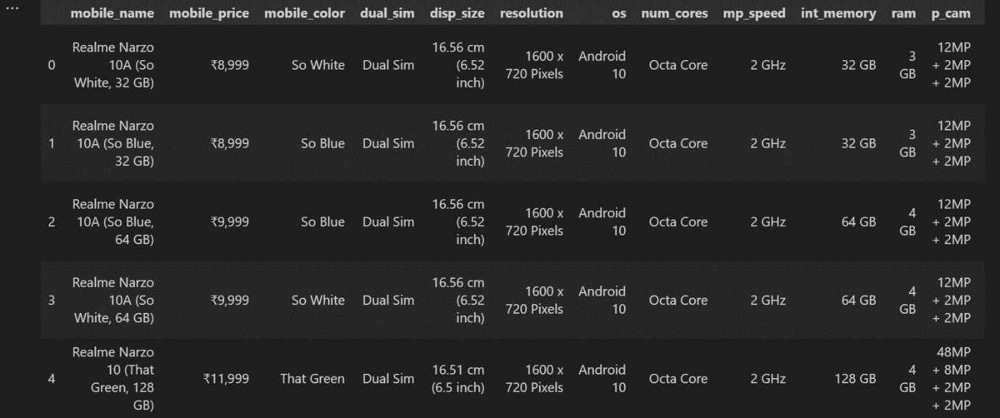 ...
mobile_name mobile_price mobile_color dual_sim disp_size resolution os num_cores mp_speed int_memory ram p_cam
0 Realme Narzo 10A (So White, 32 GB) ₹8,999 So White Dual Sim 16.56 cm (6.52 inch) 1600 x 720 Pixels Android 10 Octa Core 2 GHz 32 GB 3 GB 12MP + 2MP + 2MP
1 Realme Narzo 10A (So Blue, 32 GB) ₹8,999 So Blue Dual Sim 16.56 cm (6.52 inch) 1600 x 720 Pixels Android 10 Octa Core 2 GHz 32 GB 3 GB 12MP + 2MP + 2MP
2 Realme Narzo 10A (So Blue, 64 GB) ₹9,999 So Blue Dual Sim 16.56 cm (6.52 inch) 1600 x 720 Pixels Android 10 Octa Core 2 GHz 64 GB 4 GB 12MP + 2MP + 2MP
3 Realme Narzo 10A (So White, 64 GB) ₹9,999 So White Dual Sim 16.56 cm (6.52 inch) 1600 x 720 Pixels Android 10 Octa Core 2 GHz 64 GB 4 GB 12MP + 2MP + 2MP
4 Realme Narzo 10 (That Green, 128 GB) ₹11,999 That Green Dual Sim 16.51 cm (6.5 inch) 1600 x 720 Pixels Android 10 Octa Core 2 GHz 128 GB 4 GB 48MP + 8MP + 2MP + 2MP